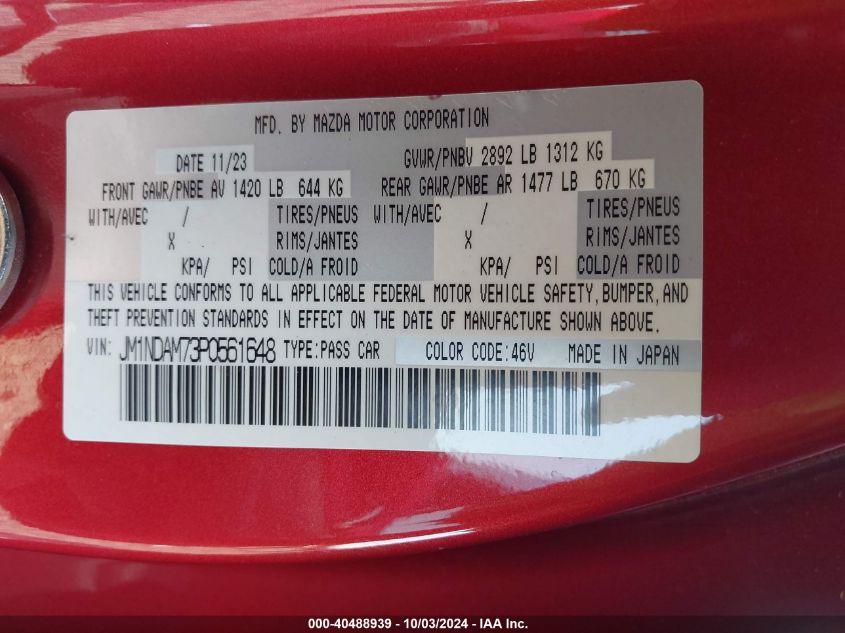 MFD. BY MAZDA MOTOR CORPORATION
DATE 11/23 GVWR/PNBV 2892 LB 1312 KG
FRONT GAWR/PNBE AV 1420 LB 644 KG REAR GAWR/PNBE AR 1477 LB 670 KG
WITH/AVEC / TIRES/PNEUS WITH/AVEC / TIRES/PNEUS
X RIMS/JANTES X RIMS/JANTES
KPA/ PSI COLD/A FROID KPA/ PSI COLD/A FROID
THIS VEHICLE CONFORMS TO ALL APPLICABLE FEDERAL MOTOR VEHICLE SAFETY, BUMPER, AND
THEFT PREVENTION STANDARDS IN EFFECT ON THE DATE OF MANUFACTURE SHOWN ABOVE.
VIN: JM1NDAM73P0561648 TYPE:PASS CAR COLOR CODE:46V MADE IN JAPAN
000-40488939 - 10/03/2024 - IAA Inc.